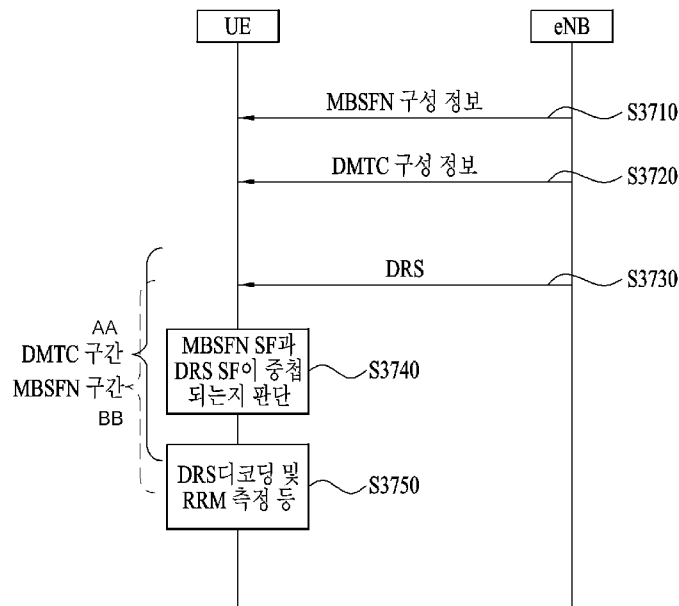 UE
eNB
MBSFN 구성 정보
S3710
DMTC 구성 정보
S3720
DRS
S3730
AA
DMTC 구간
MBSFN 구간
BB
MBSFN SF과
DRS SF이 중첩
되는지 판단
S3740
DRS디코딩 및
RRM 측정 등
S3750